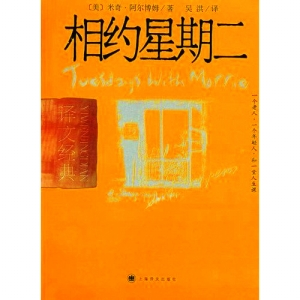 〔美〕米奇·阿尔博姆/著 吴洪/译
相约星期二
Tuesdays With Morrie
一个老人，一个年轻人，和一堂人生课
译文经典
上海译文出版社